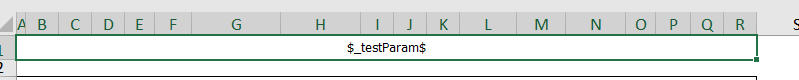 A B C D E F G H I J K L M N O P Q R S
1 $_testParam$
2